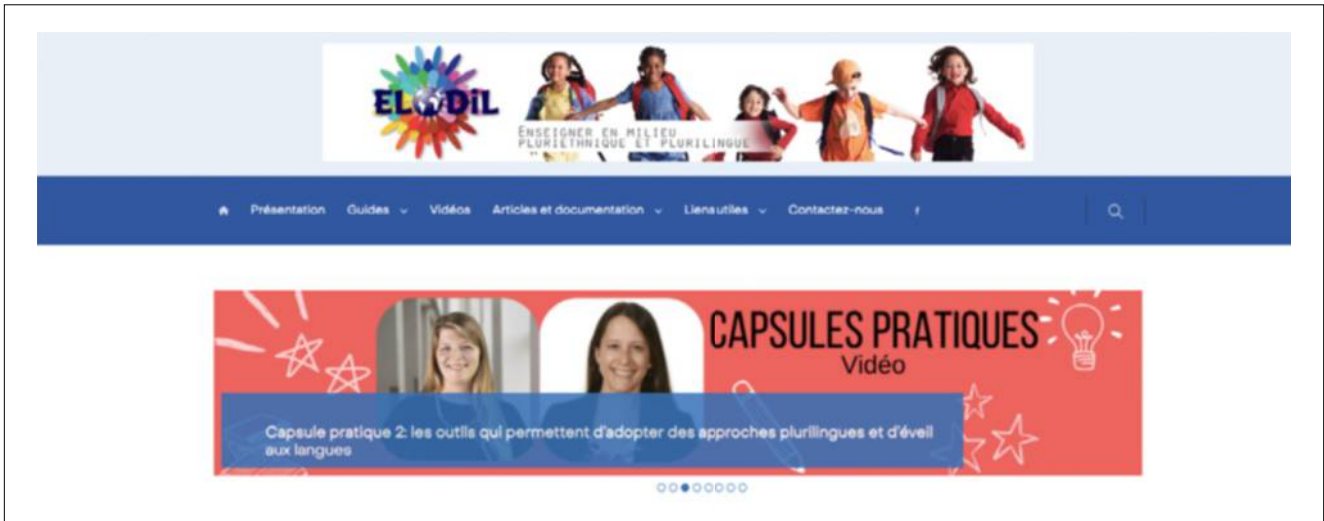 ELODIL
ENSEIGNER EN MILIEU
PLURIETHNIQUE ET PLURILINGUE
Présentation Guides Vidéos Articles et documentation Liens utiles Contactez-nous f
CAPSULES PRATIQUES
Vidéo
Capsule pratique 2: les outils qui permettent d'adopter des approches plurilingues et d'éveil
aux langues